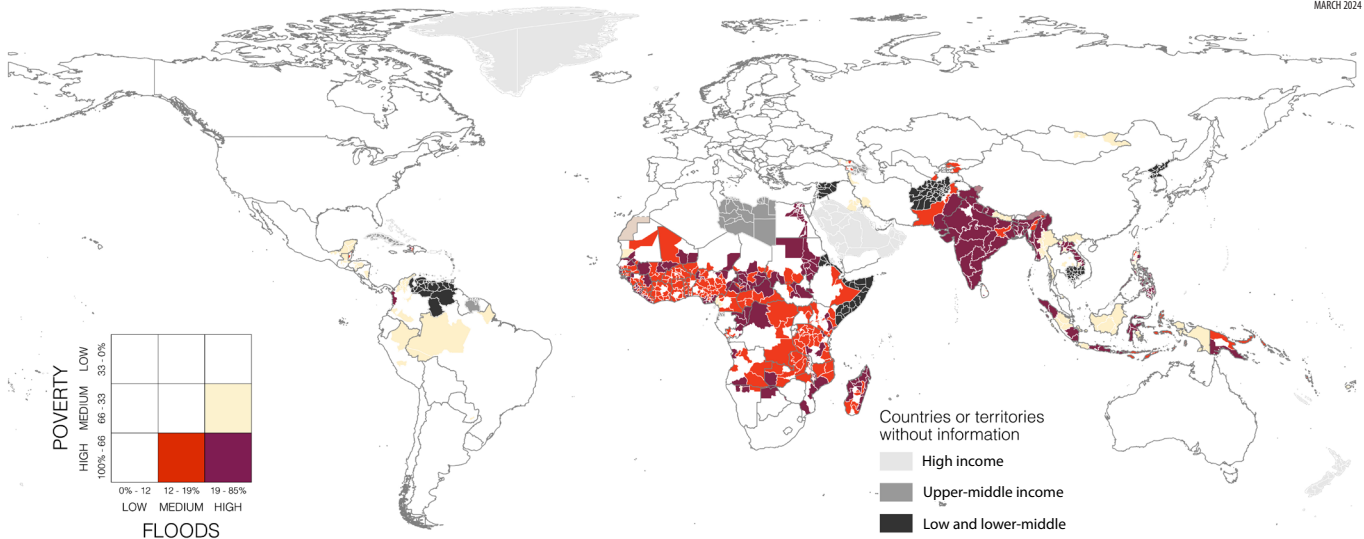 MARCH 2024
POVERTY
LOW
33 - 0%
MEDIUM
66 - 33
HIGH
100% - 66
0% - 12
12 - 19%
19 - 85%
LOW
MEDIUM
HIGH
FLOODS
Countries or territories
without information
High income
Upper-middle income
Low and lower-middle